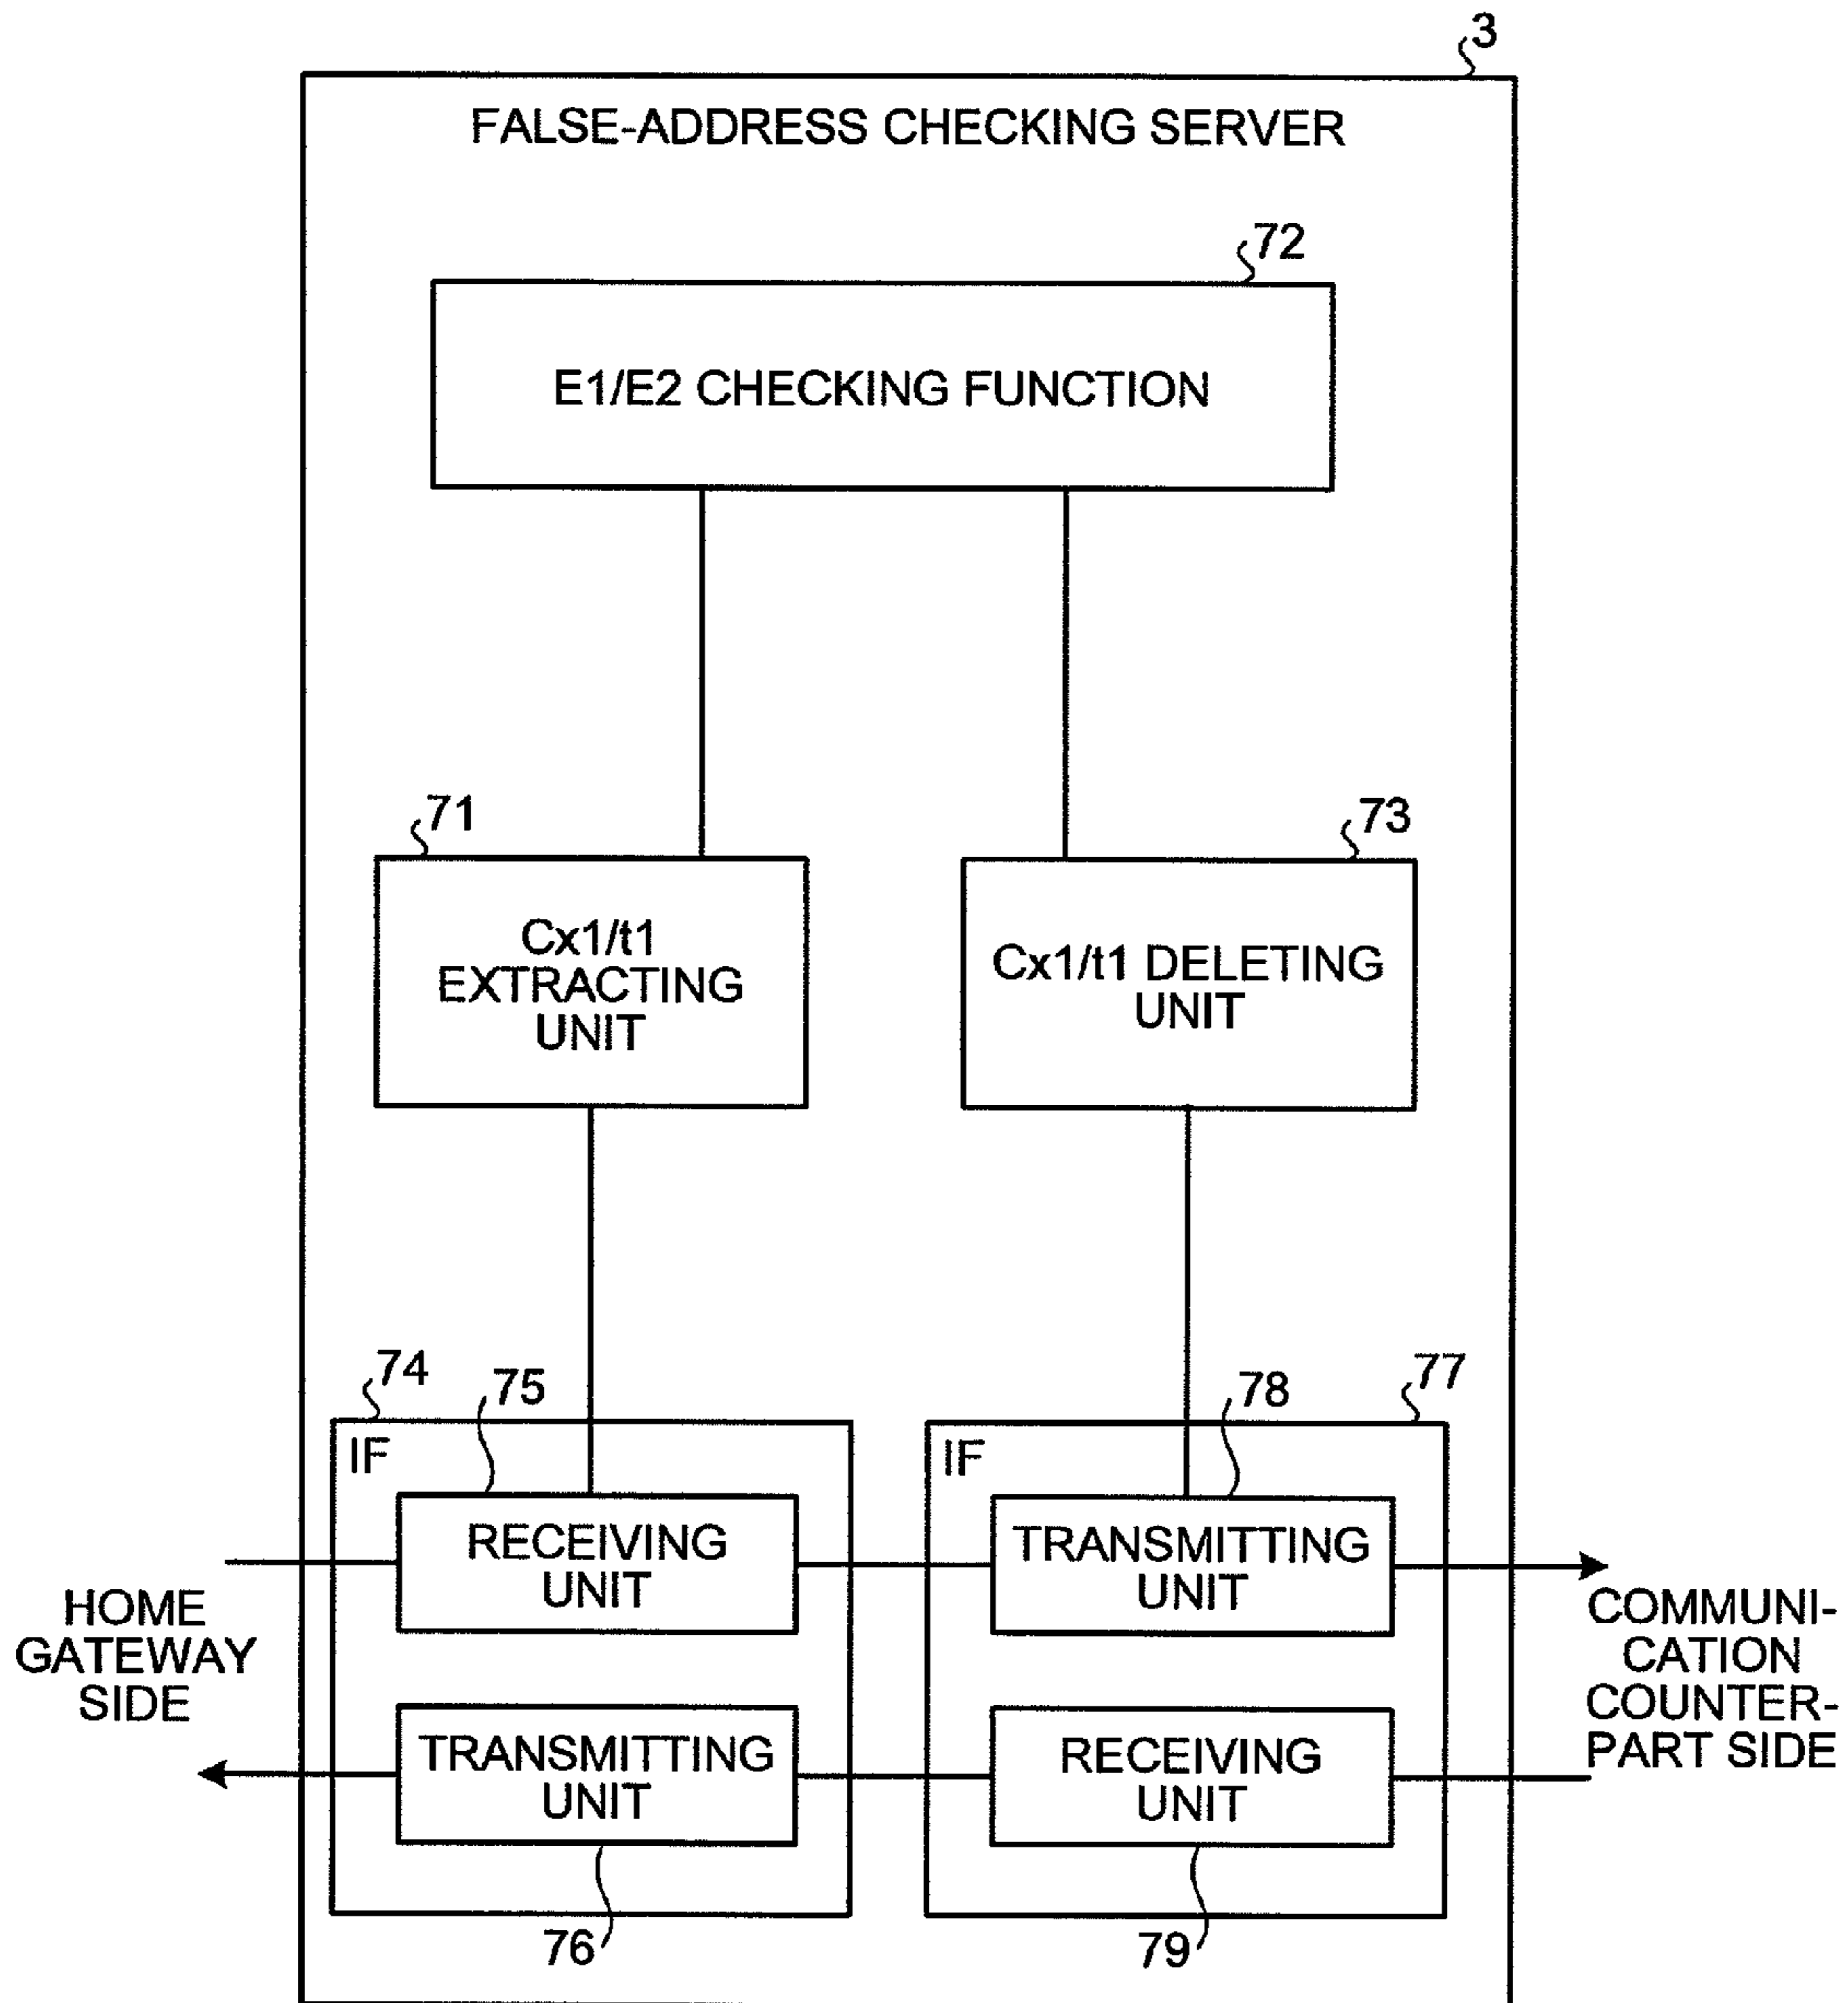 3
FALSE-ADDRESS CHECKING SERVER
72
E1/E2 CHECKING FUNCTION
71
73
Cx1/t1
EXTRACTING
UNIT
Cx1/t1 DELETING
UNIT
74
75
78
77
IF
IF
RECEIVING
UNIT
TRANSMITTING
UNIT
HOME
GATEWAY
SIDE
COMMUNI-
CATION
COUNTER-
PART SIDE
TRANSMITTING
UNIT
RECEIVING
UNIT
76
79